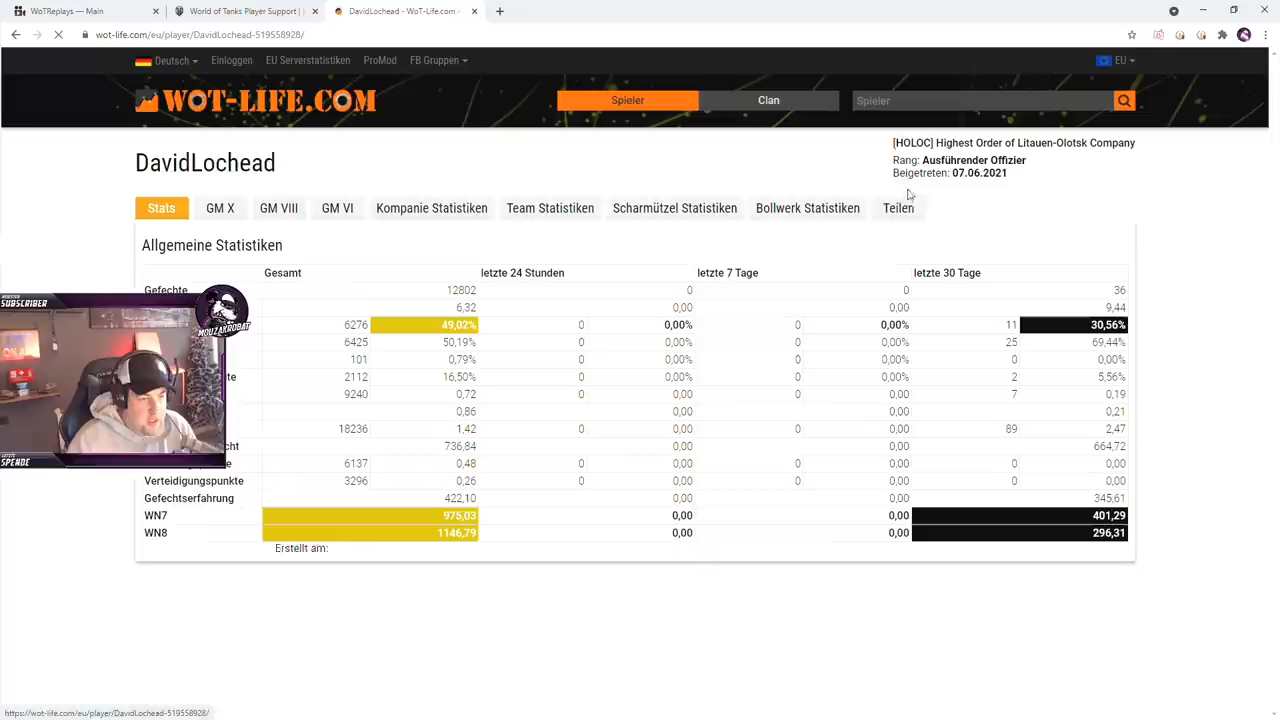 WoTReplays — Main
World of Tanks Player Support |
DavidLochead - WoT-Life.com -
wot-life.com/eu/player/DavidLochead-519558928/
Deutsch Einloggen EU Serverstatistiken ProMod FB Gruppen EU
WOT-LIFE.COM Spieler Clan Spieler
[HOLOC] Highest Order of Litauen-Olotsk Company
DavidLochead
Rang: Ausführender Offizier
Beigetreten: 07.06.2021
Stats GM X GM VIII GM VI Kompanie Statistiken Team Statistiken Scharmützel Statistiken Bollwerk Statistiken Teilen
Allgemeine Statistiken
Gesamt letzte 24 Stunden letzte 7 Tage letzte 30 Tage
Gefechte 12802 0 0 36
6,32 0,00 0,00 9,44
6276 49,02% 0 0,00% 0 0,00% 11 30,56%
6425 50,19% 0 0,00% 0 0,00% 25 69,44%
101 0,79% 0 0,00% 0 0,00% 0 0,00%
te 2112 16,50% 0 0,00% 0 0,00% 2 5,56%
9240 0,72 0 0,00 0 0,00 7 0,19
0,86 0,00 0,00 0,21
18236 1,42 0 0,00 0 0,00 89 2,47
cht 736,84 0,00 0,00 664,72
6137 0,48 0 0,00 0 0,00 0 0,00
Verteidigungspunkte 3296 0,26 0 0,00 0 0,00 0 0,00
Gefechtserfahrung 422,10 0,00 0,00 345,61
WN7 975,03 0,00 0,00 401,29
WN8 1146,79 0,00 0,00 296,31
Erstellt am:
SUBSCRIBER
MOUZAKROBAT
LETZTE
SPENDE
https://wot-life.com/eu/player/DavidLochead-519558928/